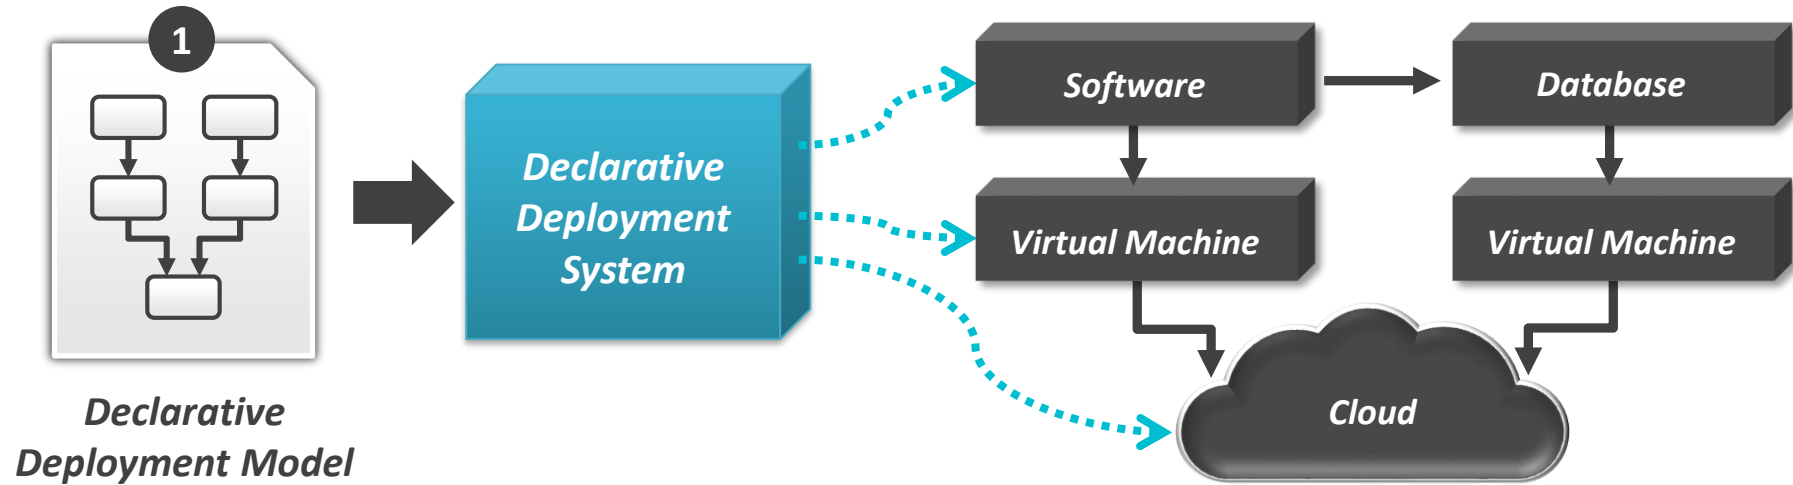 1
Declarative
Deployment Model
Declarative
Deployment
System
Software
Database
Virtual Machine
Virtual Machine
Cloud